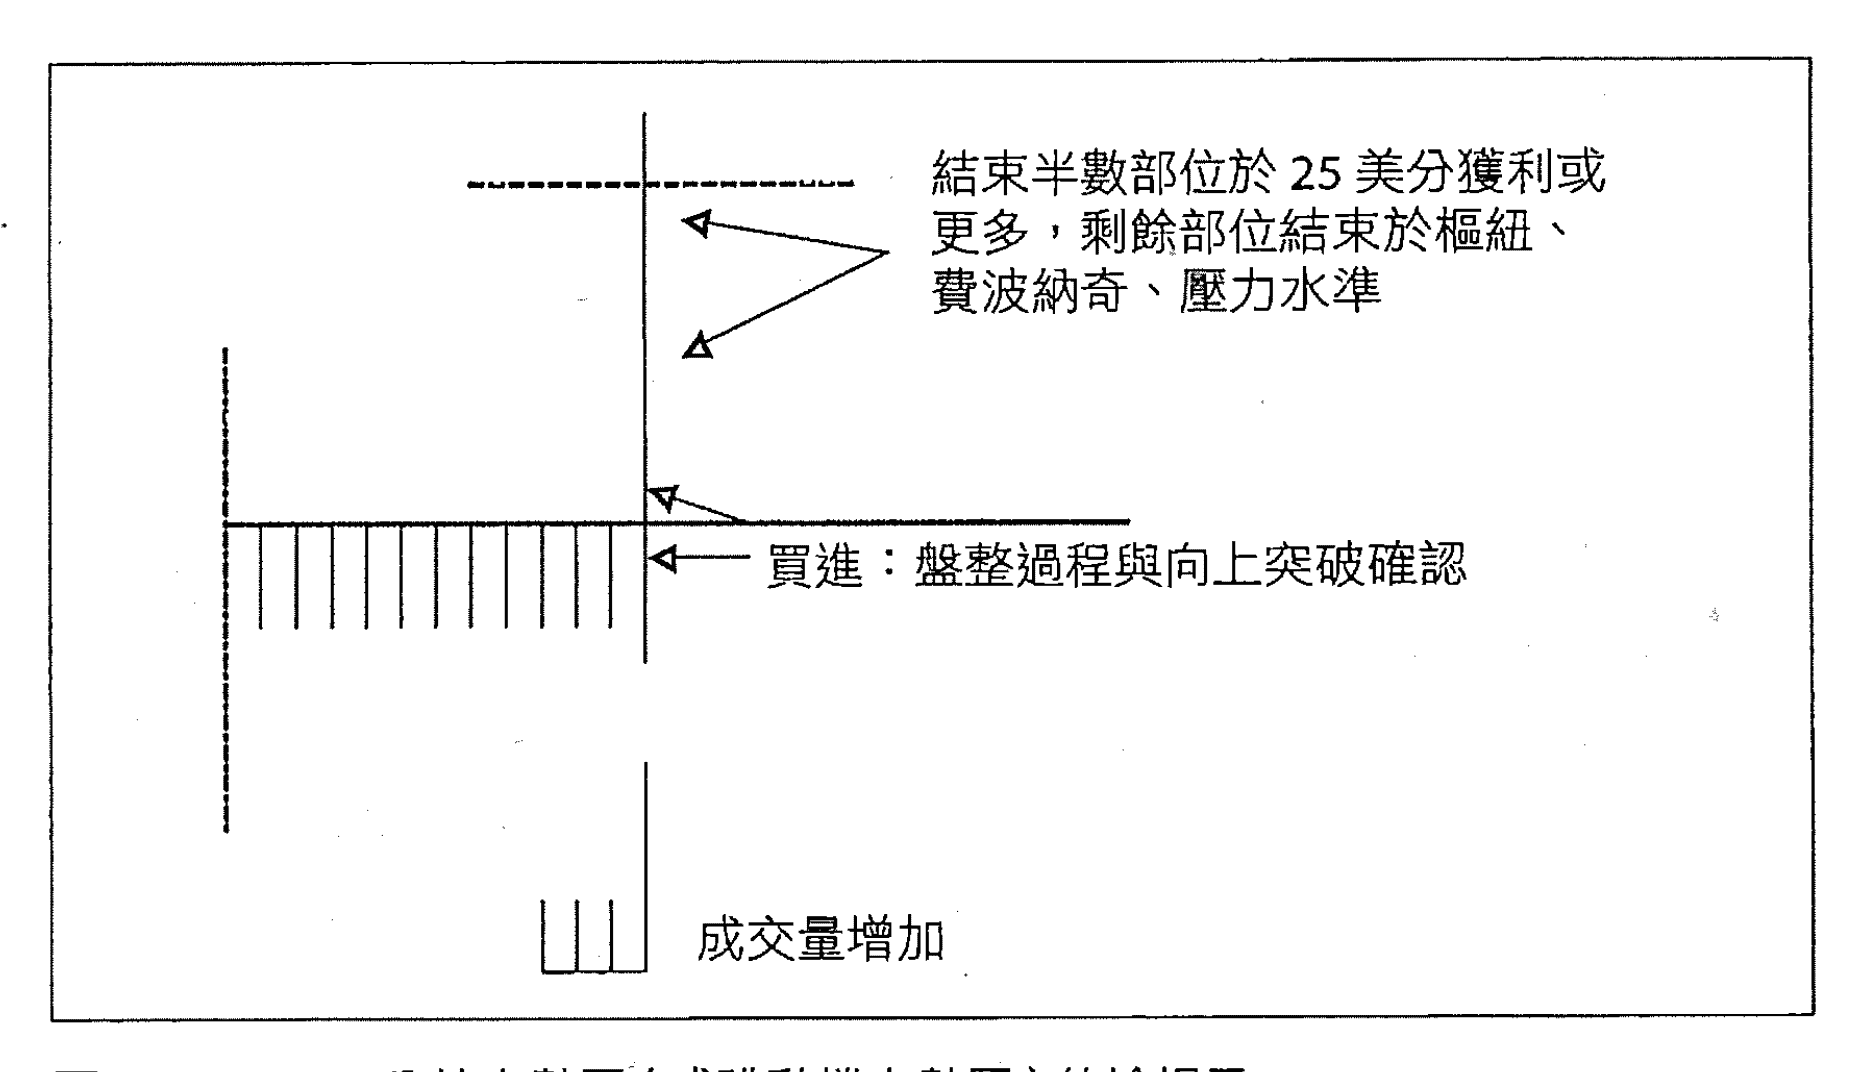 結束半數部位於 25 美分獲利或
更多，剩餘部位結束於樞紐、
費波納奇、壓力水準
買進：盤整過程與向上突破確認
成交量增加